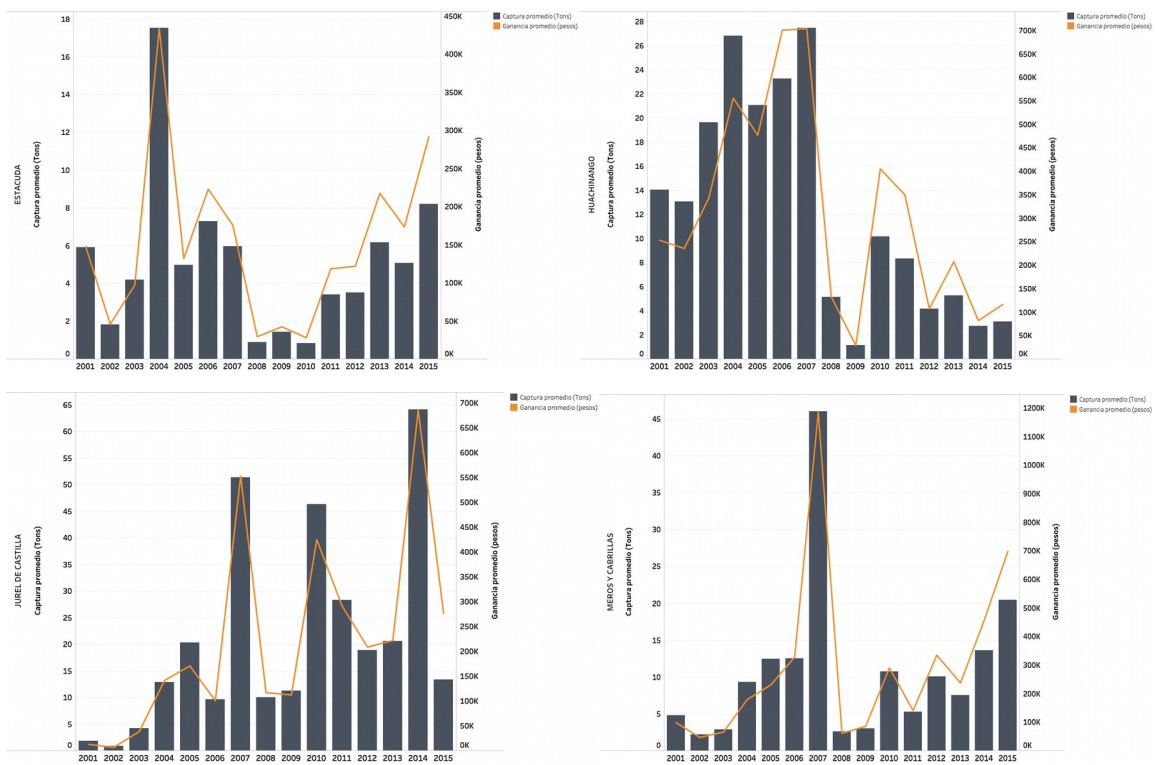 Captura promedio (Tons)
Ganancia promedio (pesos)
ESTACUDA
Captura promedio (Tons)
18
16
14
12
10
8
6
4
2
0
450K
400K
350K
300K
250K
200K
150K
100K
50K
0K
Ganancia promedio (pesos)
2001 2002 2003 2004 2005 2006 2007 2008 2009 2010 2011 2012 2013 2014 2015
Captura promedio (Tons)
Ganancia promedio (pesos)
HUACHINANGO
Captura promedio (Tons)
28
26
24
22
20
18
16
14
12
10
8
6
4
2
0
700K
650K
600K
550K
500K
450K
400K
350K
300K
250K
200K
150K
100K
50K
0K
Ganancia promedio (pesos)
2001 2002 2003 2004 2005 2006 2007 2008 2009 2010 2011 2012 2013 2014 2015
Captura promedio (Tons)
Ganancia promedio (pesos)
JUREL DE CASTILLA
Captura promedio (Tons)
65
60
55
50
45
40
35
30
25
20
15
10
5
0
700K
650K
600K
550K
500K
450K
400K
350K
300K
250K
200K
150K
100K
50K
0K
Ganancia promedio (pesos)
2001 2002 2003 2004 2005 2006 2007 2008 2009 2010 2011 2012 2013 2014 2015
Captura promedio (Tons)
Ganancia promedio (pesos)
MEROS Y CABRILLAS
Captura promedio (Tons)
45
40
35
30
25
20
15
10
5
0
1200K
1100K
1000K
900K
800K
700K
600K
500K
400K
300K
200K
100K
0K
Ganancia promedio (pesos)
2001 2002 2003 2004 2005 2006 2007 2008 2009 2010 2011 2012 2013 2014 2015